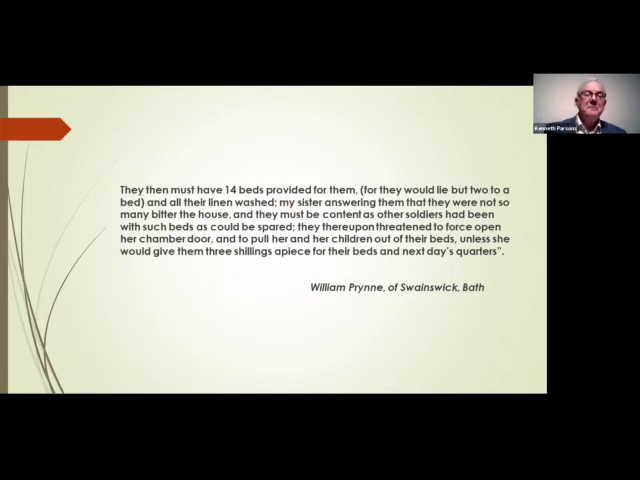 They then must have 14 beds provided for them, (for they would lie but two to a
bed) and all their linen washed; my sister answering them that they were not so
many bitter the house, and they must be content as other soldiers had been
with such beds as could be spared; they thereupon threatened to force open
her chamber door, and to pull her and her children out of their beds, unless she
would give them three shillings apiece for their beds and next day's quarters".
William Prynne, of Swainswick, Bath
Kenneth Parsons